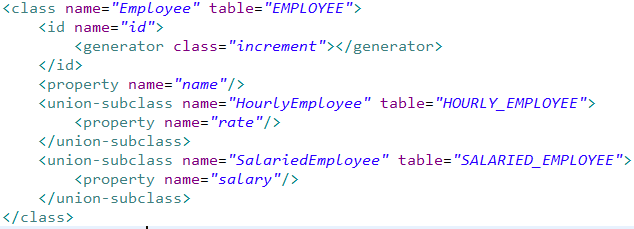 <class name="Employee" table="EMPLOYEE">
    <id name="id">
        <generator class="increment"></generator>
    </id>
    <property name="name"/>
    <union-subclass name="HourlyEmployee" table="HOURLY_EMPLOYEE">
        <property name="rate"/>
    </union-subclass>
    <union-subclass name="SalariedEmployee" table="SALARIED_EMPLOYEE">
        <property name="salary"/>
    </union-subclass>
</class>